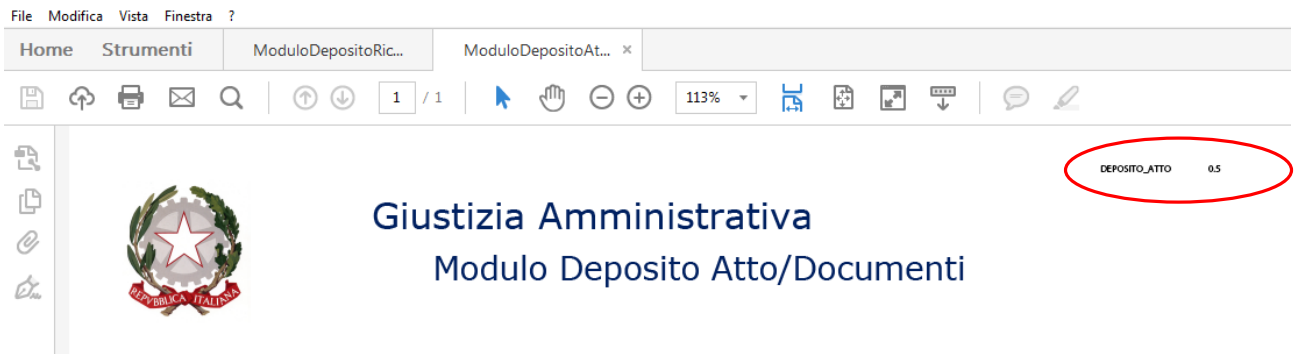 File Modifica Vista Finestra ?
Home Strumenti ModuloDepositoRic... ModuloDepositoAt... ×
1 / 1 113%
DEPOSITO_ATTO 0.5
Giustizia Amministrativa
Modulo Deposito Atto/Documenti
REPVBBLICA ITALIANA